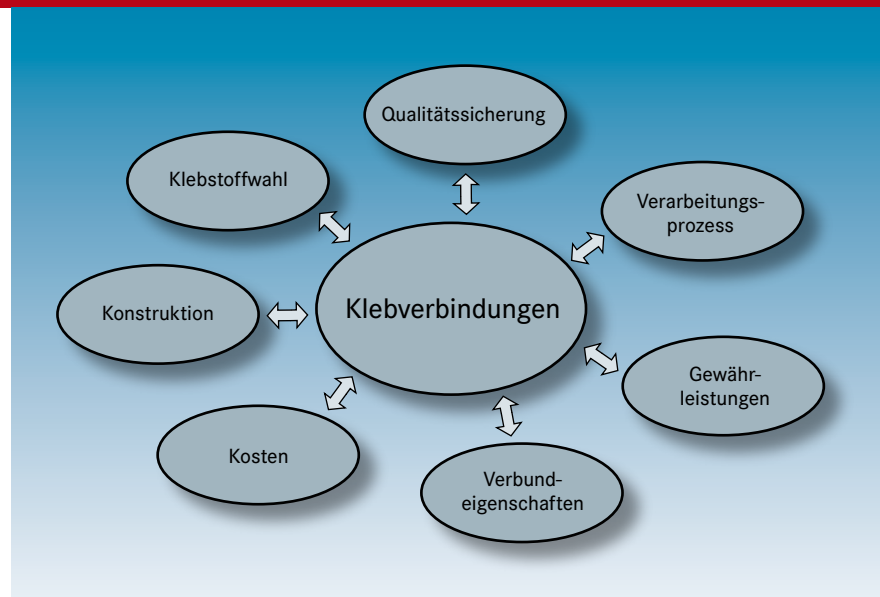 Qualitätssicherung
Klebstoffwahl
Verarbeitungs-
prozess
Konstruktion
Klebverbindungen
Gewähr-
leistungen
Kosten
Verbund-
eigenschaften